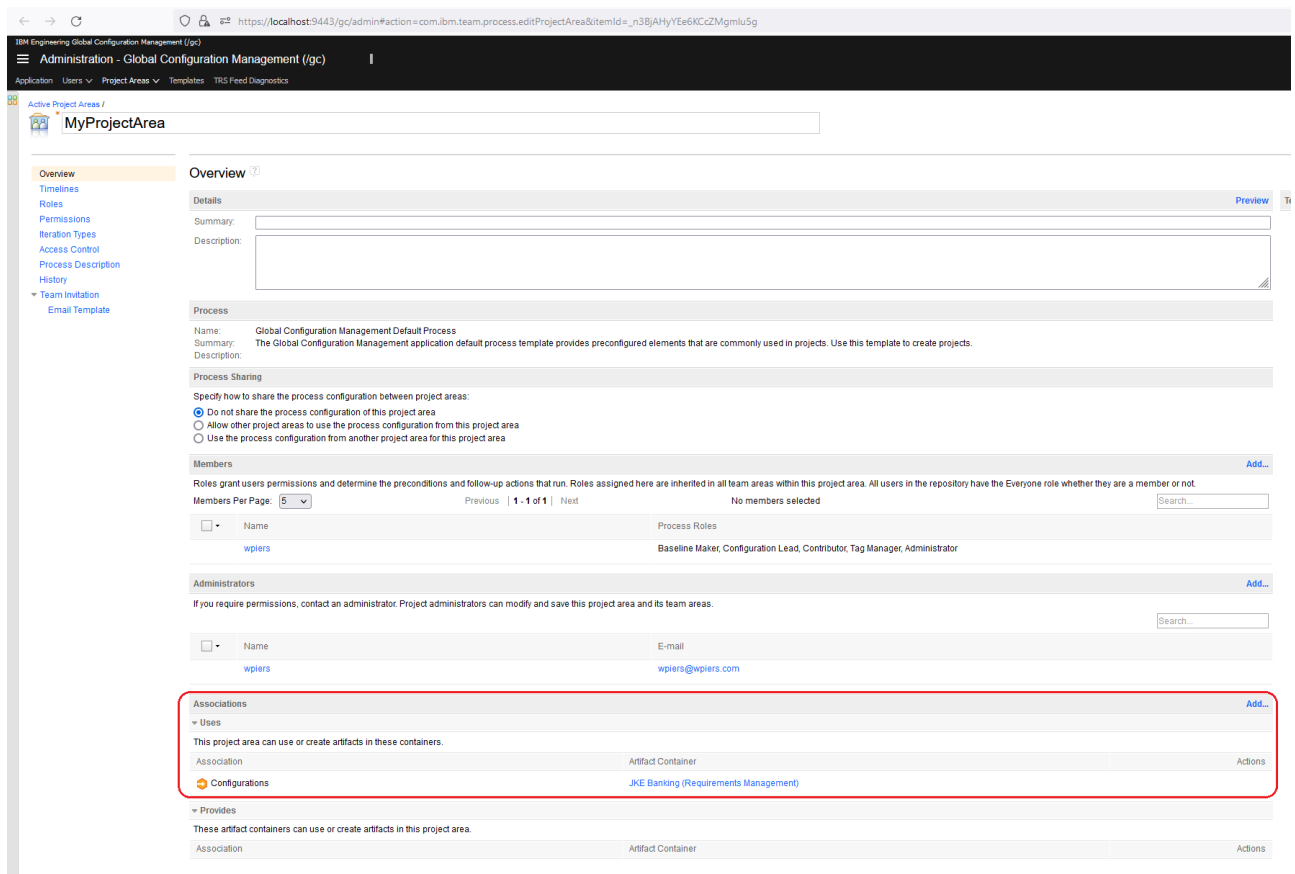 https://localhost:9443/gc/admin#action=com.ibm.team.process.editProjectArea&itemId=_n3BjAHyYEe6KCcZMgmlu5g
IBM Engineering Global Configuration Management (/gc)
Administration - Global Configuration Management (/gc)
Application Users Project Areas Templates TRS Feed Diagnostics
Active Project Areas /
* MyProjectArea
Overview
Timelines
Roles
Permissions
Iteration Types
Access Control
Process Description
History
Team Invitation
Email Template
Overview ?
Details Preview
Summary:
Description:
Process
Name: Global Configuration Management Default Process
Summary: The Global Configuration Management application default process template provides preconfigured elements that are commonly used in projects. Use this template to create projects.
Description:
Process Sharing
Specify how to share the process configuration between project areas:
Do not share the process configuration of this project area
Allow other project areas to use the process configuration from this project area
Use the process configuration from another project area for this project area
Members Add...
Roles grant users permissions and determine the preconditions and follow-up actions that run. Roles assigned here are inherited in all team areas within this project area. All users in the repository have the Everyone role whether they are a member or not.
Members Per Page: 5 Previous | 1 - 1 of 1 | Next No members selected Search...
Name Process Roles
wpiers Baseline Maker, Configuration Lead, Contributor, Tag Manager, Administrator
Administrators Add...
If you require permissions, contact an administrator. Project administrators can modify and save this project area and its team areas.
Search...
Name E-mail
wpiers wpiers@wpiers.com
Associations Add...
Uses
This project area can use or create artifacts in these containers.
Association Artifact Container Actions
Configurations JKE Banking (Requirements Management)
Provides
These artifact containers can use or create artifacts in this project area.
Association Artifact Container Actions